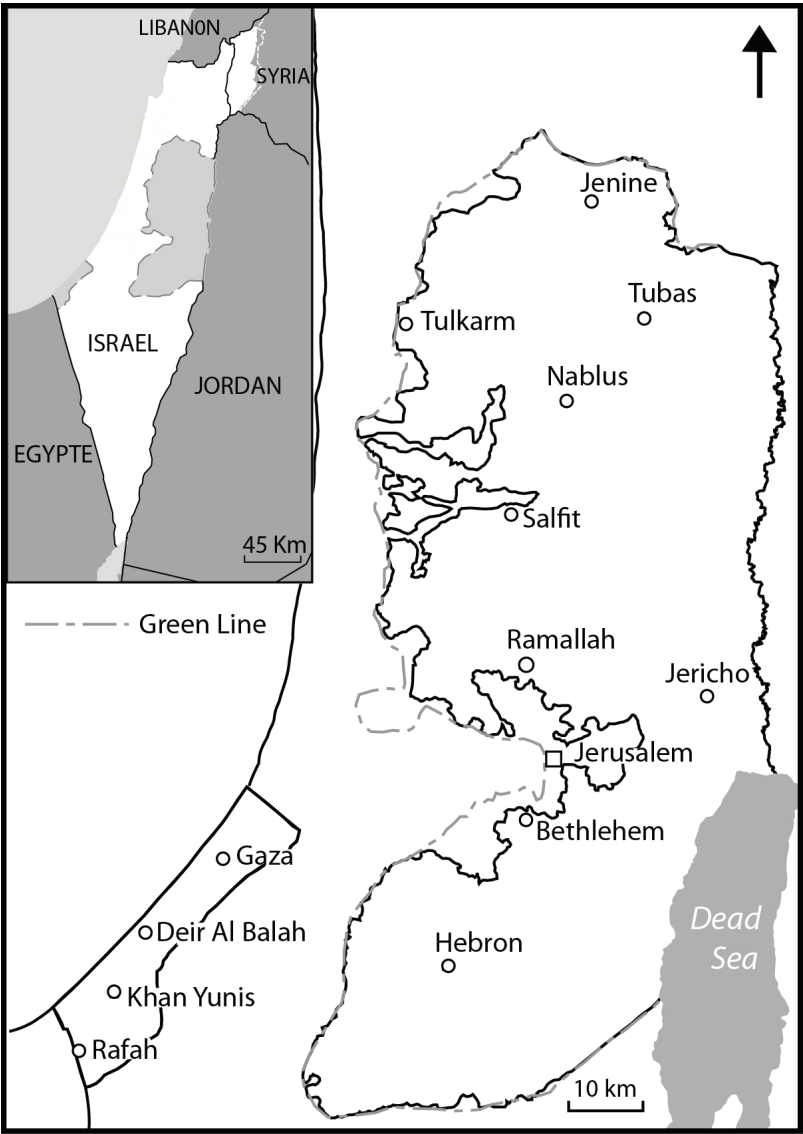 LIBANON
SYRIA
ISRAEL
JORDAN
EGYPTE
45 Km
Green Line
Jenine
Tubas
Tulkarm
Nablus
Salfit
Ramallah
Jericho
Jerusalem
Bethlehem
Gaza
Deir Al Balah
Hebron
Khan Yunis
Rafah
Dead
Sea
10 km